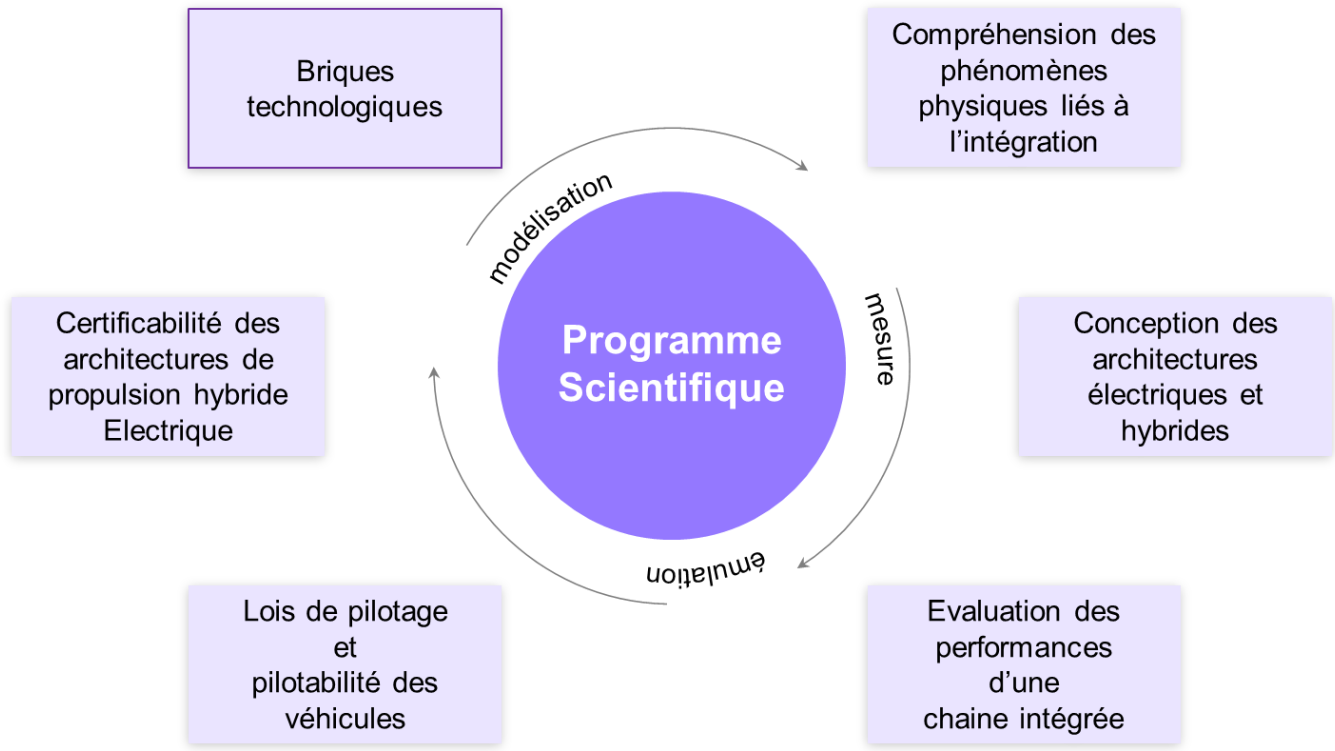 Briques
technologiques
Compréhension des
phénomènes
physiques liés à
l’intégration
modélisation
Programme
Scientifique
mesure
Certificabilité des
architectures de
propulsion hybride
Electrique
Conception des
architectures
électriques et
hybrides
émulation
Lois de pilotage
et
pilotabilité des
véhicules
Evaluation des
performances
d’une
chaine intégrée